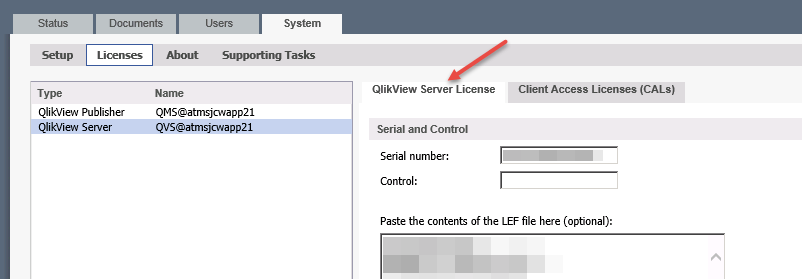 Status Documents Users System
Setup Licenses About Supporting Tasks
Type Name
QlikView Publisher QMS@atmsjcwapp21
QlikView Server QVS@atmsjcwapp21
QlikView Server License Client Access Licenses (CALs)
Serial and Control
Serial number:
Control:
Paste the contents of the LEF file here (optional):